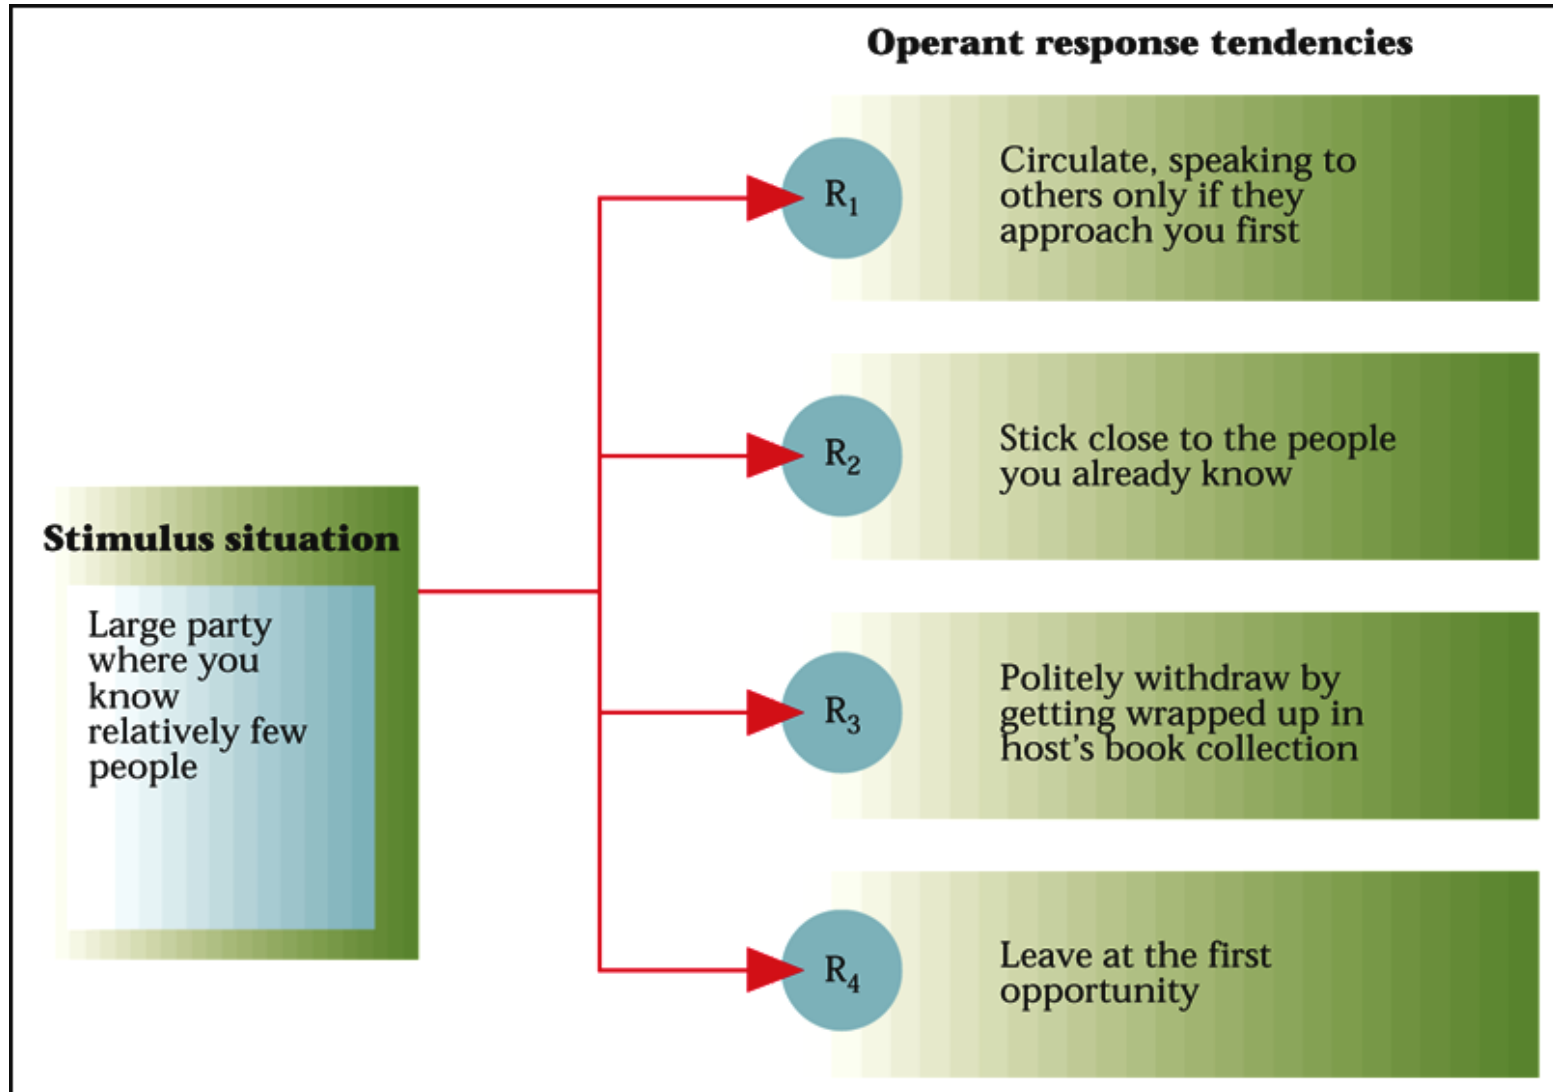 Operant response tendencies
R₁
Circulate, speaking to
others only if they
approach you first
R₂
Stick close to the people
you already know
Stimulus situation
Large party
where you
know
relatively few
people
R₃
Politely withdraw by
getting wrapped up in
host's book collection
R₄
Leave at the first
opportunity